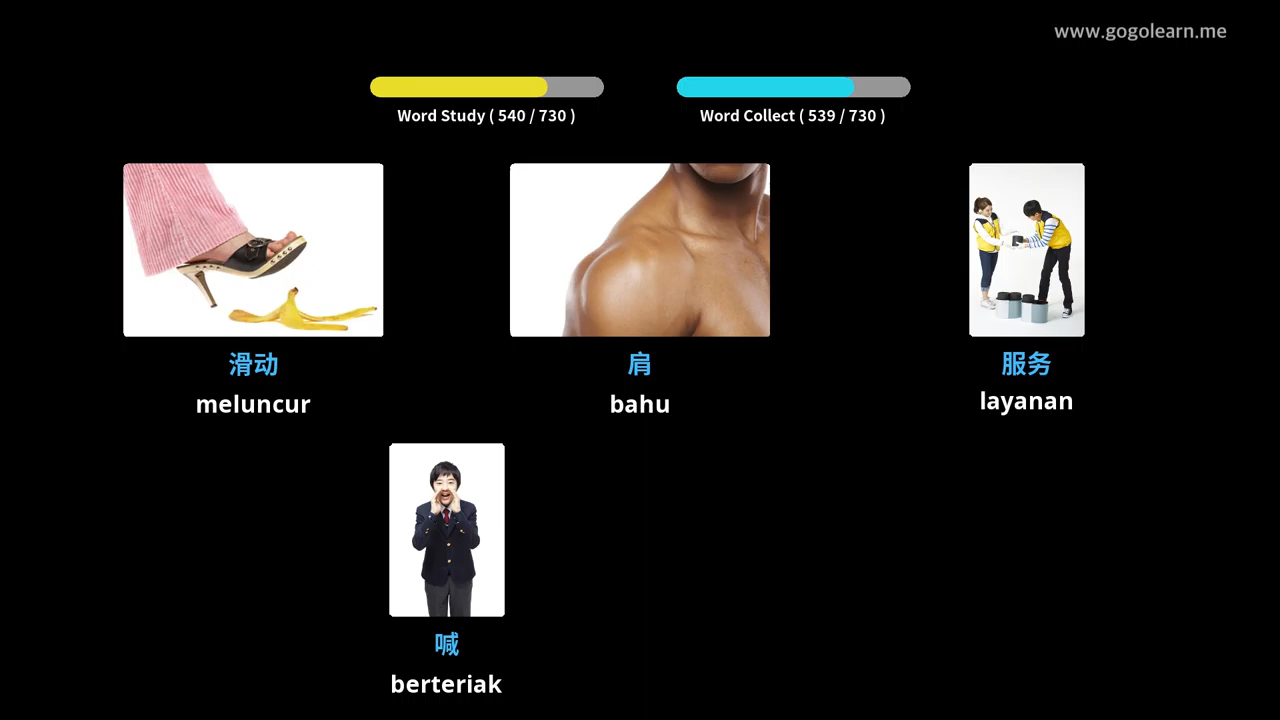 www.gogolearn.me
Word Study ( 540 / 730 )
Word Collect ( 539 / 730 )
滑动
meluncur
肩
bahu
服务
layanan
喊
berteriak